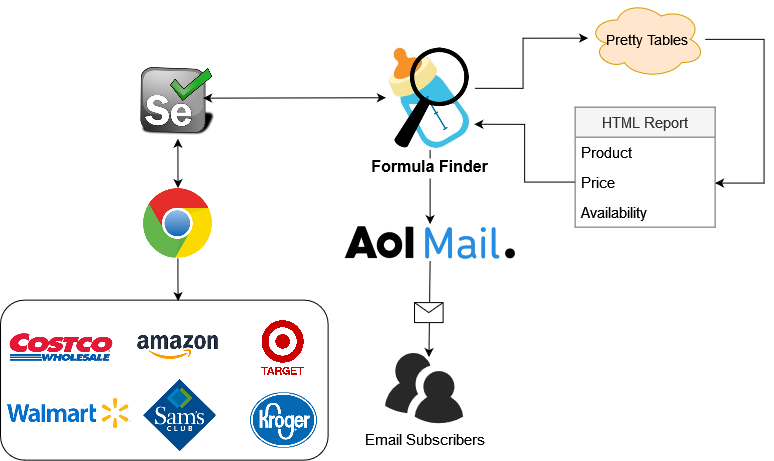 Pretty Tables
Se
HTML Report
Product
Price
Availability
Formula Finder
Aol Mail.
COSTCO
WHOLESALE
amazon
TARGET
Walmart
Sam's
CLUB
Kroger
Email Subscribers